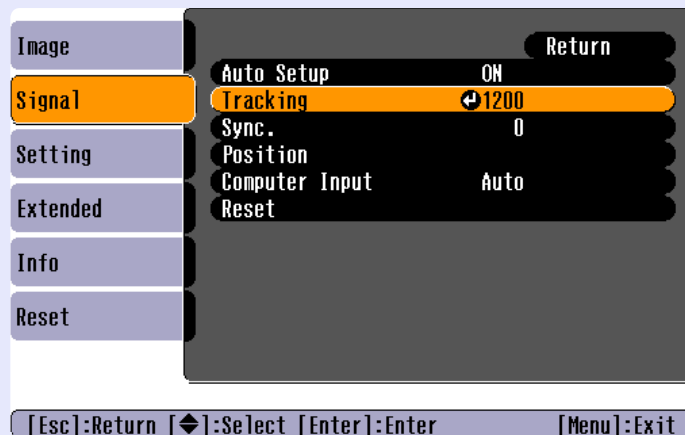 Image
Signal
Setting
Extended
Info
Reset
Return
Auto Setup ON
Tracking 1200
Sync. 0
Position
Computer Input Auto
Reset
[Esc]:Return [◆]:Select [Enter]:Enter [Menu]:Exit